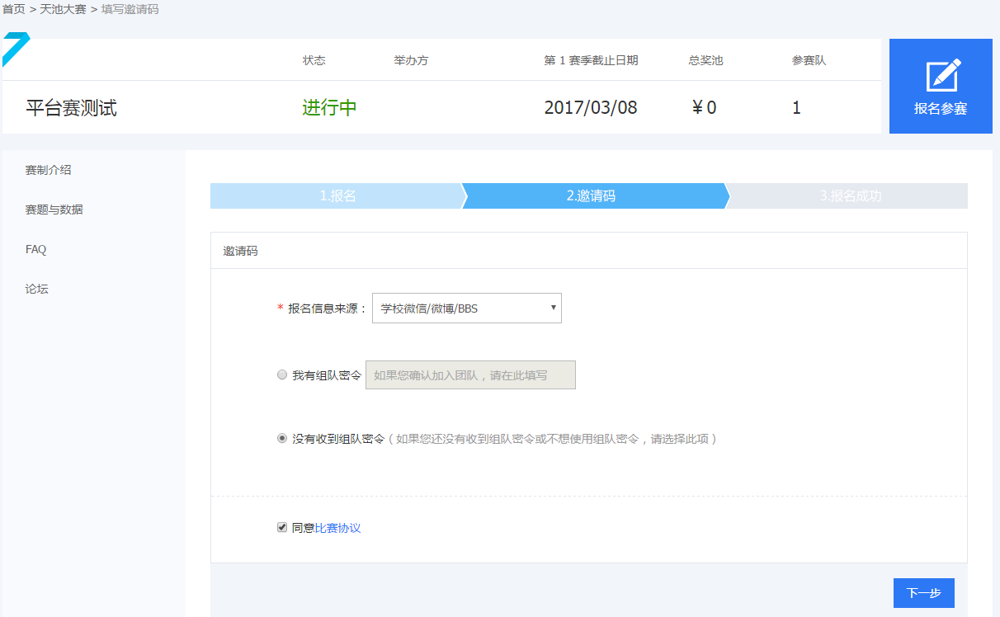 首页 > 天池大赛 > 填写邀请码
状态 举办方 第 1 赛季截止日期 总奖池 参赛队
平台赛测试 进行中 2017/03/08 ￥0 1
报名参赛
赛制介绍
赛题与数据
FAQ
论坛
1.报名 2.邀请码 3.报名成功
邀请码
* 报名信息来源： 学校微信/微博/BBS
我有组队密令 如果您确认加入团队，请在此填写
没有收到组队密令（如果您还没有收到组队密令或不想使用组队密令，请选择此项）
同意比赛协议
下一步